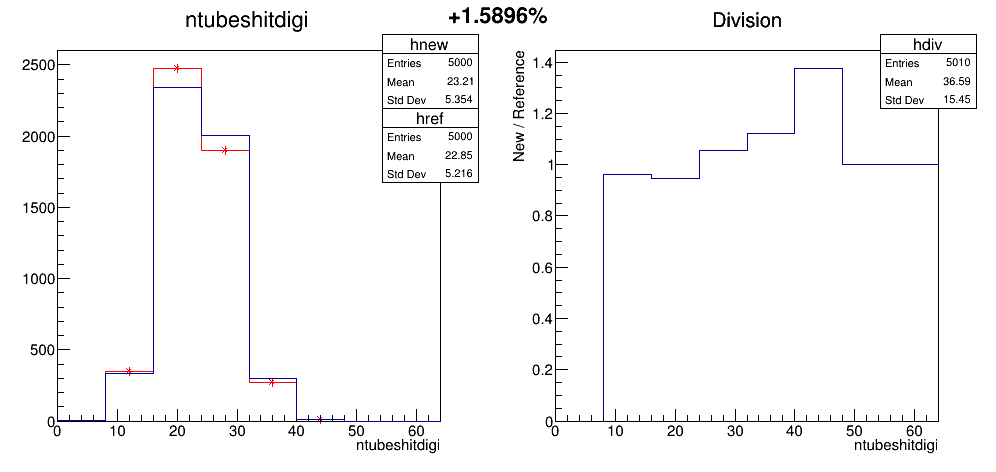 ntubeshitdigi
+1.5896%
Division
hnew
Entries 5000
Mean 23.21
Std Dev 5.354
href
Entries 5000
Mean 22.85
Std Dev 5.216
2500
2000
1500
1000
500
0
0 10 20 30 40 50 60
ntubeshitdigi
hdiv
Entries 5010
Mean 36.59
Std Dev 15.45
New / Reference
1.4
1.2
1
0.8
0.6
0.4
0.2
0
0 10 20 30 40 50 60
ntubeshitdigi